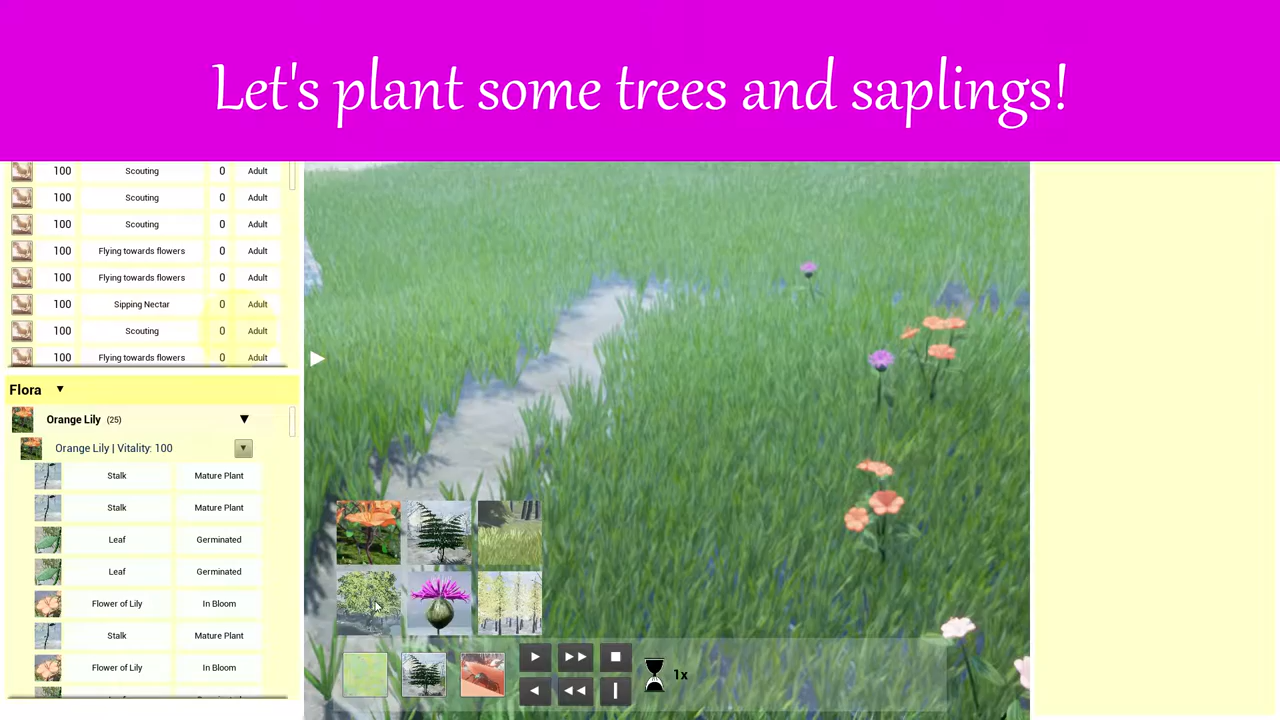 Let's plant some trees and saplings!
100 Scouting 0 Adult
100 Scouting 0 Adult
100 Scouting 0 Adult
100 Flying towards flowers 0 Adult
100 Flying towards flowers 0 Adult
100 Sipping Nectar 0 Adult
100 Scouting 0 Adult
100 Flying towards flowers 0 Adult
Flora
Orange Lily (25)
Orange Lily | Vitality: 100
Stalk Mature Plant
Stalk Mature Plant
Leaf Germinated
Leaf Germinated
Flower of Lily In Bloom
Stalk Mature Plant
Flower of Lily In Bloom
1x